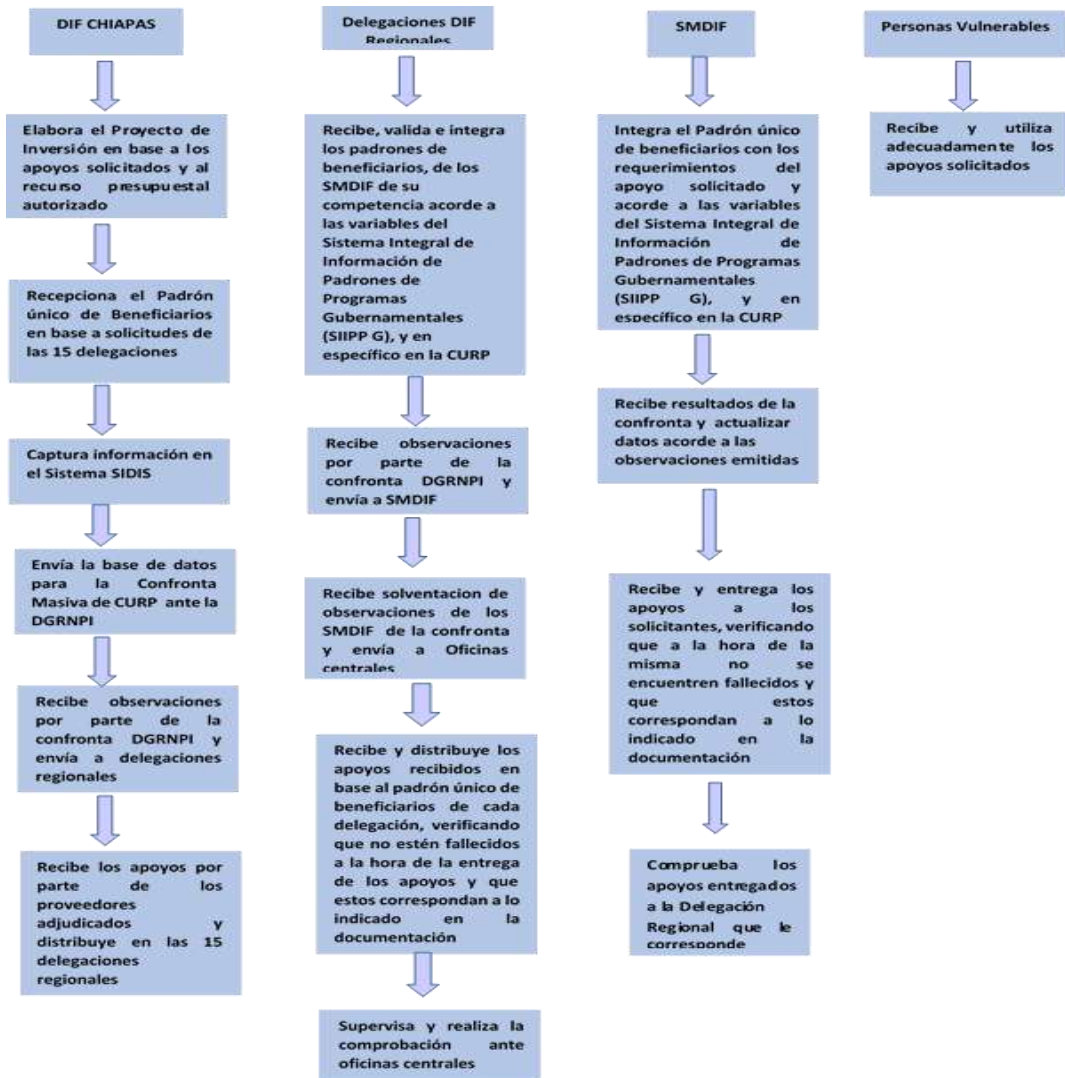 DIF CHIAPAS
Elabora el Proyecto de
Inversión en base a los
apoyos solicitados y al
recurso presupuestal
autorizado
Recepciona el Padrón
único de Beneficiarios
en base a solicitudes de
las 15 delegaciones
Captura información en
el Sistema SIDIS
Envía la base de datos
para la Confronta
Masiva de CURP ante la
DGRNPI
Recibe observaciones
por parte de la
confronta DGRNPI y
envía a delegaciones
regionales
Recibe los apoyos por
parte de los
proveedores
adjudicados y
distribuye en las 15
delegaciones
regionales
Delegaciones DIF
Regionales
Recibe, valida e integra
los padrones de
beneficiarios, de los
SMDIF de su
competencia acorde a
las variables del
Sistema Integral de
Información de
Padrones de
Programas
Gubernamentales
(SIIPP G), y en
específico en la CURP
Recibe observaciones
por parte de la
confronta DGRNPI y
envía a SMDIF
Recibe solventacion de
observaciones de los
SMDIF de la confronta
y envía a Oficinas
centrales
Recibe y distribuye los
apoyos recibidos en
base al padrón único de
beneficiarios de cada
delegación, verificando
que no estén fallecidos
a la hora de la entrega
de los apoyos y que
estos correspondan a lo
indicado en la
documentación
Supervisa y realiza la
comprobación ante
oficinas centrales
SMDIF
Integra el Padrón único
de beneficiarios con los
requerimientos del
apoyo solicitado y
acorde a las variables
del Sistema Integral de
Información de
Padrones de Programas
Gubernamentales
(SIIPP G), y en
específico en la CURP
Recibe resultados de la
confronta y actualizar
datos acorde a las
observaciones emitidas
Recibe y entrega los
apoyos a los
solicitantes, verificando
que a la hora de la
misma no se
encuentren fallecidos y
que estos
correspondan a lo
indicado en la
documentación
Comprueba los
apoyos entregados
a la Delegación
Regional que le
corresponde
Personas Vulnerables
Recibe y utiliza
adecuadamente los
apoyos solicitados